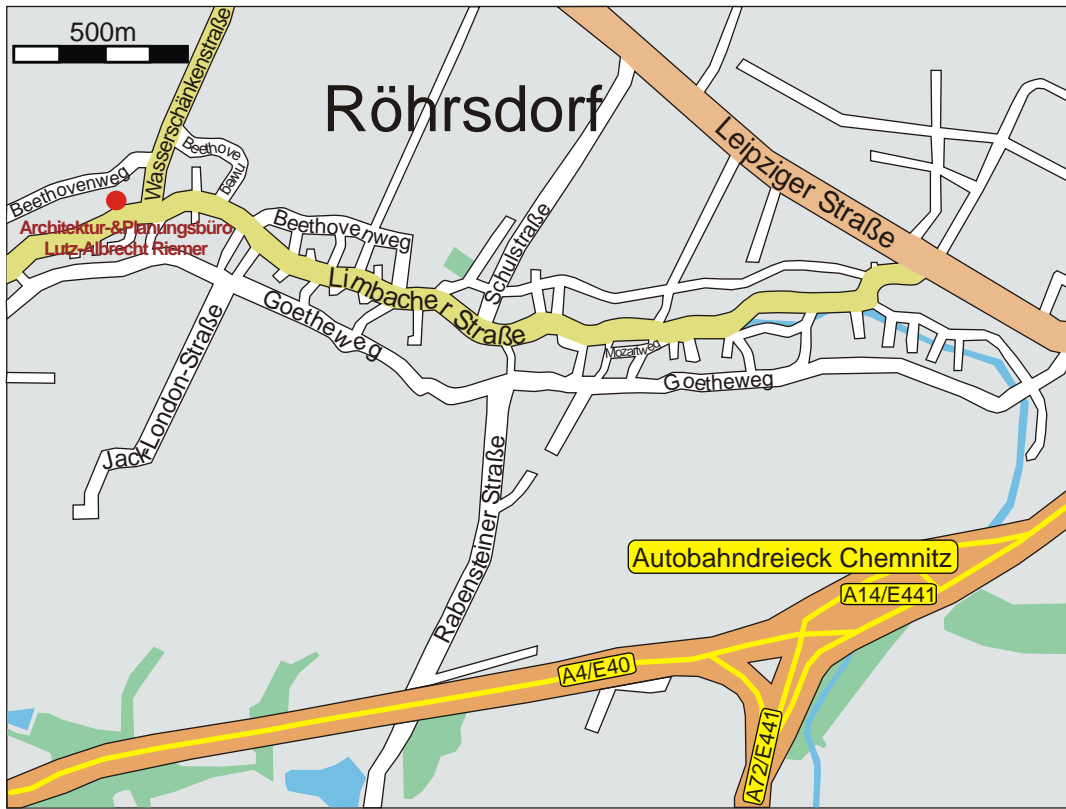 500m
Wasserschänkenstraße
Röhrsdorf
Leipziger Straße
Beethove
nweg
Beethovenweg
Architektur-&Planungsbüro
Lutz-Albrecht Riemer
Beethovenweg
Schulstraße
Limbacher Straße
Goetheweg
Mozartweg
Goetheweg
Jack-London-Straße
Rabensteiner Straße
Autobahndreieck Chemnitz
A14/E441
A4/E40
A72/E441